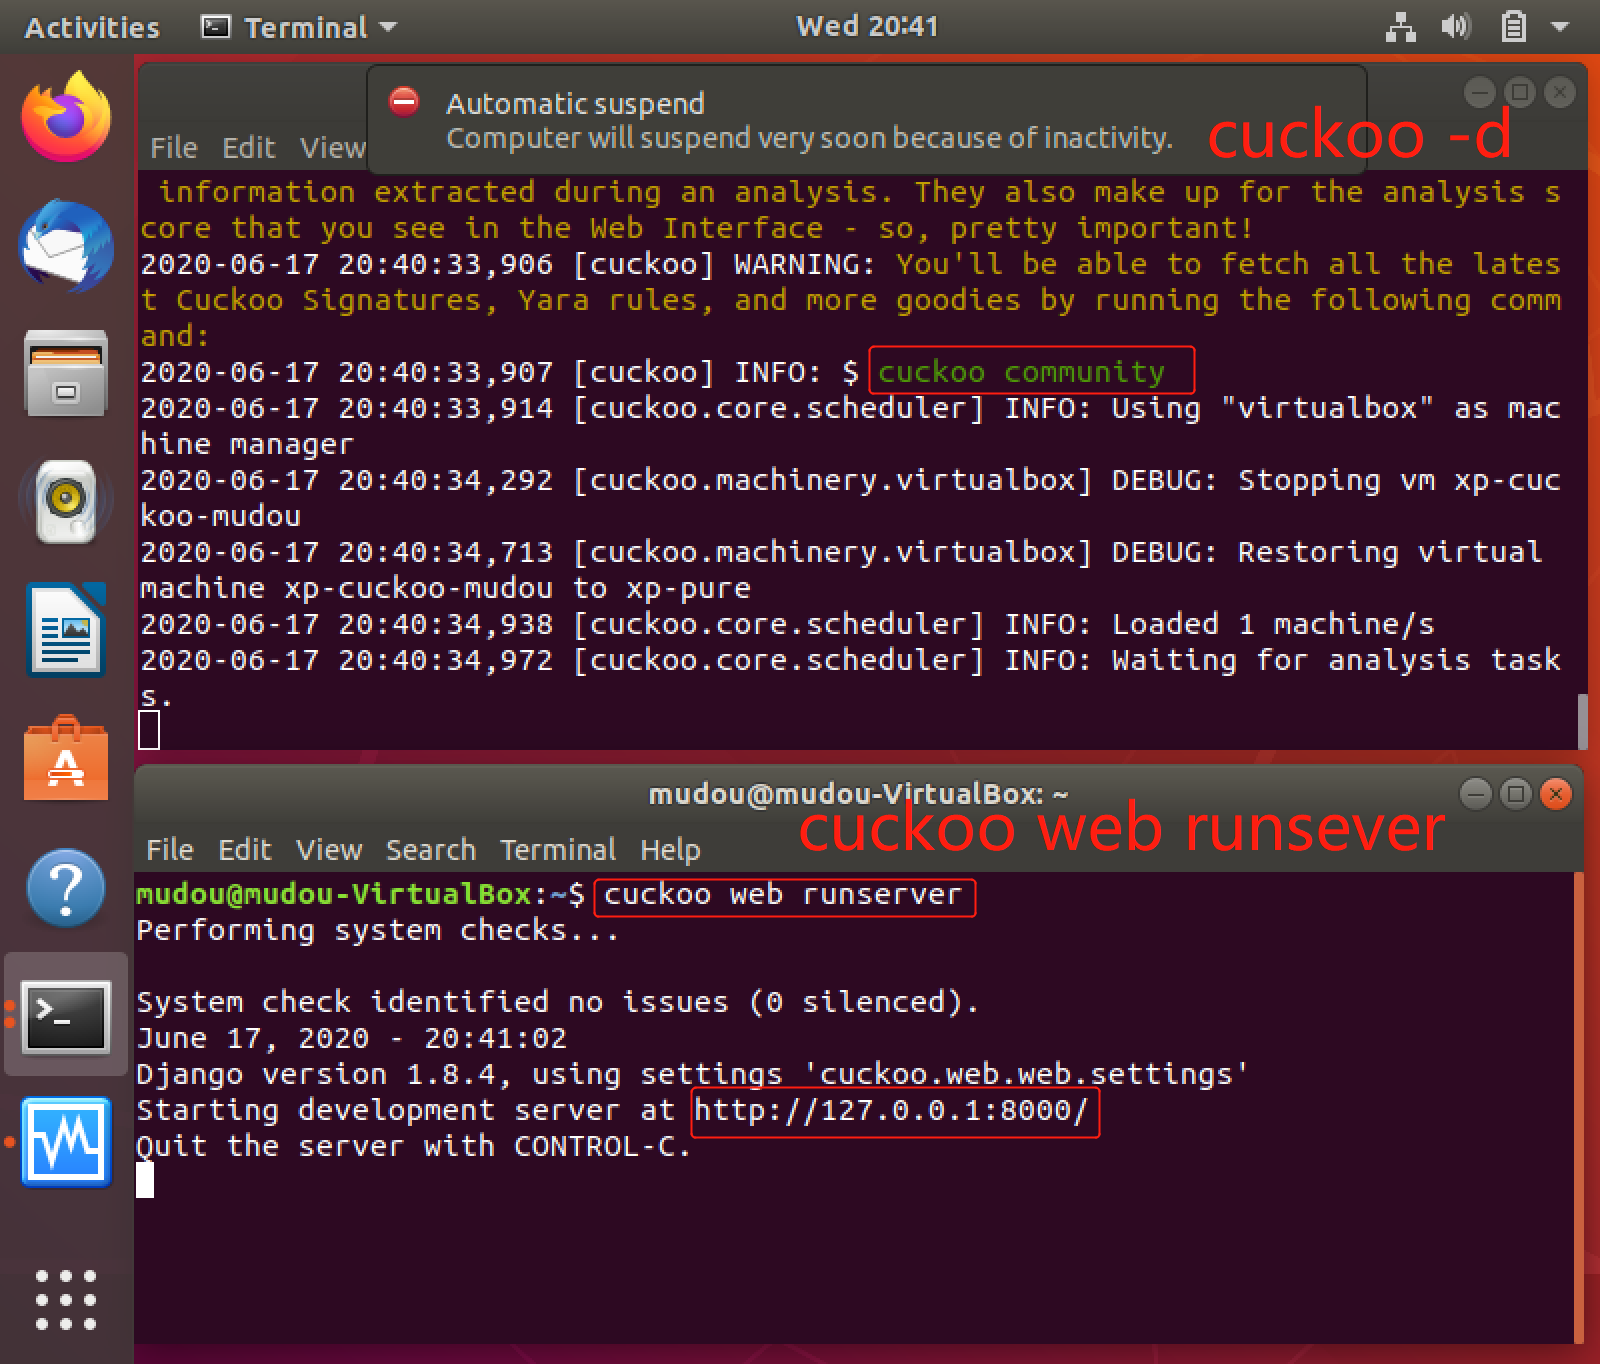 Activities Terminal Wed 20:41
Automatic suspend
Computer will suspend very soon because of inactivity.
cuckoo -d
File Edit View
information extracted during an analysis. They also make up for the analysis s
core that you see in the Web Interface - so, pretty important!
2020-06-17 20:40:33,906 [cuckoo] WARNING: You'll be able to fetch all the lates
t Cuckoo Signatures, Yara rules, and more goodies by running the following comm
and:
2020-06-17 20:40:33,907 [cuckoo] INFO: $ cuckoo community
2020-06-17 20:40:33,914 [cuckoo.core.scheduler] INFO: Using "virtualbox" as mac
hine manager
2020-06-17 20:40:34,292 [cuckoo.machinery.virtualbox] DEBUG: Stopping vm xp-cuc
koo-mudou
2020-06-17 20:40:34,713 [cuckoo.machinery.virtualbox] DEBUG: Restoring virtual
machine xp-cuckoo-mudou to xp-pure
2020-06-17 20:40:34,938 [cuckoo.core.scheduler] INFO: Loaded 1 machine/s
2020-06-17 20:40:34,972 [cuckoo.core.scheduler] INFO: Waiting for analysis task
s.
mudou@mudou-VirtualBox: ~
cuckoo web runsever
File Edit View Search Terminal Help
mudou@mudou-VirtualBox:~$ cuckoo web runserver
Performing system checks...
System check identified no issues (0 silenced).
June 17, 2020 - 20:41:02
Django version 1.8.4, using settings 'cuckoo.web.web.settings'
Starting development server at http://127.0.0.1:8000/
Quit the server with CONTROL-C.